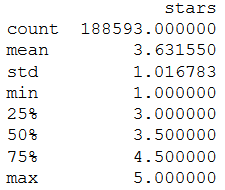 stars
count 188593.000000
mean 3.631550
std 1.016783
min 1.000000
25% 3.000000
50% 3.500000
75% 4.500000
max 5.000000